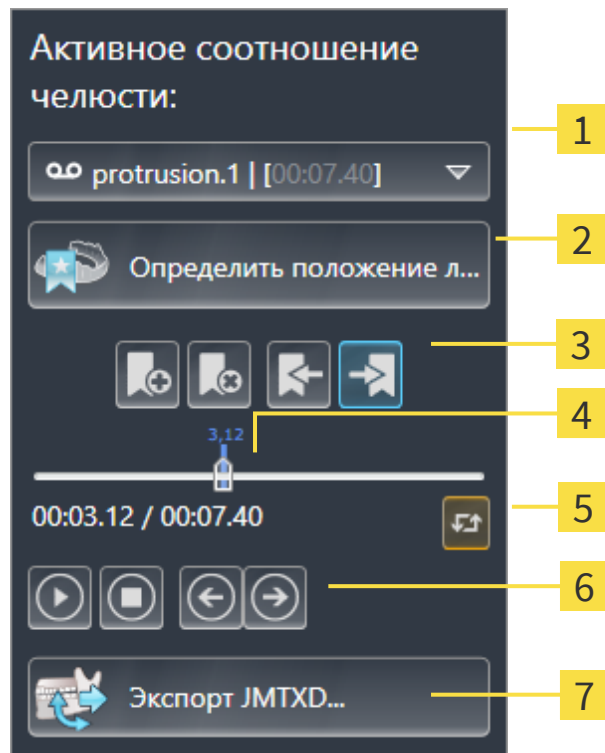 Активное соотношение
челюсти:
1
protrusion.1 | [00:07.40]
2
Определить положение л...
3
4
3,12
5
00:03.12 / 00:07.40
6
7
Экспорт JMTXD...